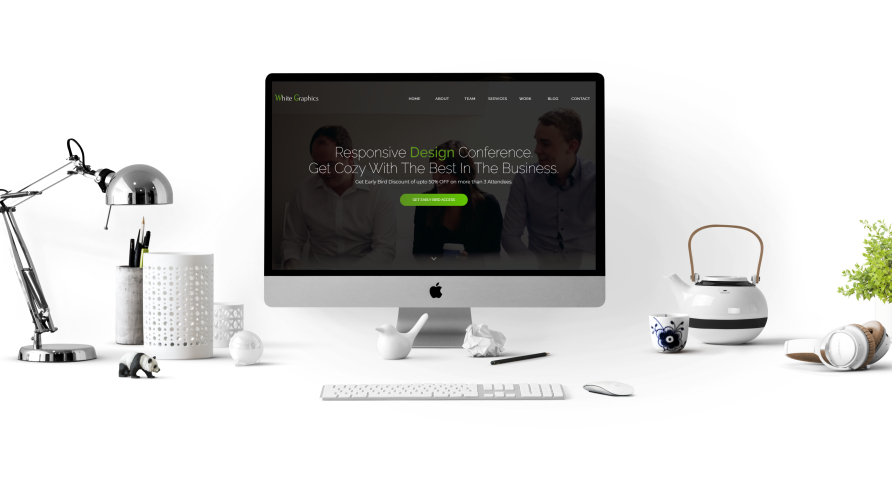 White Graphics
HOME ABOUT TEAM SERVICES WORK BLOG CONTACT
Responsive Design Conference.
Get Cozy With The Best In The Business.
Get Early Bird Discount of upto 50% OFF on more than 3 Attendees.
GET EARLY BIRD ACCESS